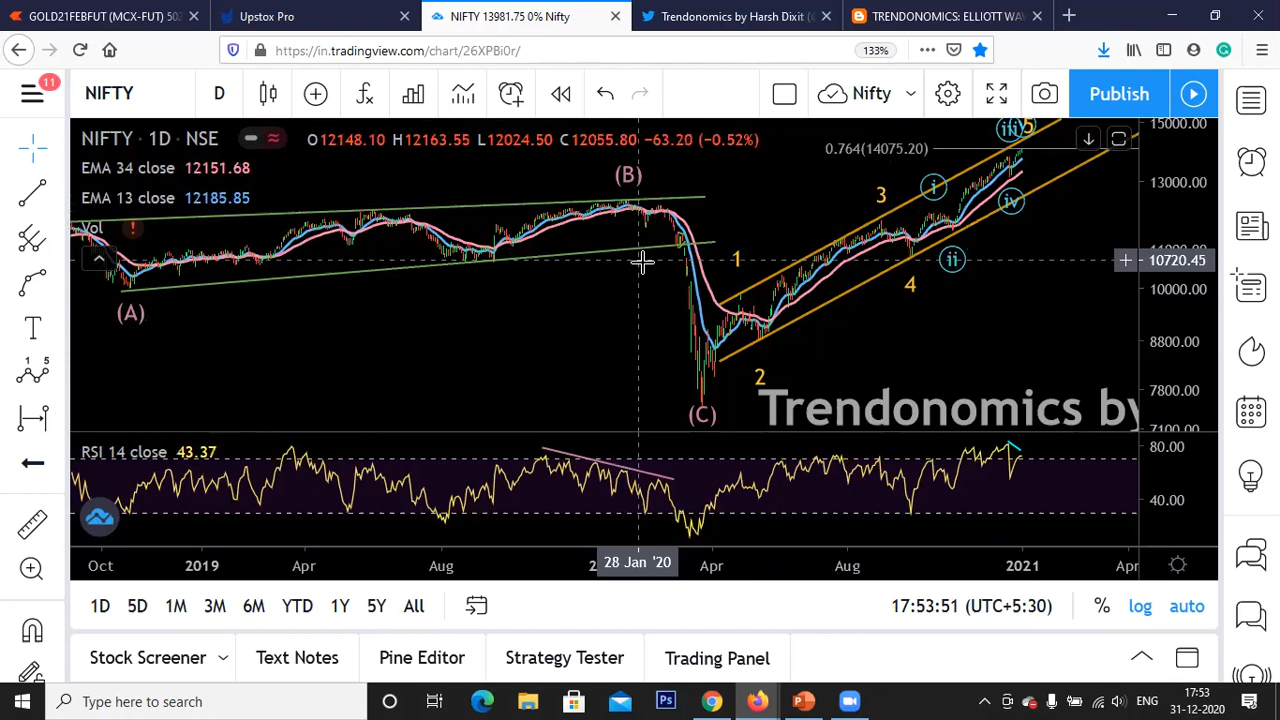 GOLD21FEBFUT (MCX-FUT) 502
Upstox Pro
NIFTY 13981.75 0% Nifty
Trendonomics by Harsh Dixit (@
TRENDONOMICS: ELLIOTT WA
https://in.tradingview.com/chart/26XPBi0r/
133%
11
NIFTY
D
Nifty
Publish
NIFTY · 1D · NSE
O12148.10 H12163.55 L12024.50 C12055.80 -63.20 (-0.52%)
EMA 34 close 12151.68
EMA 13 close 12185.85
Vol
(A)
(B)
(C)
1
2
3
4
5
i
ii
iii
iv
0.764(14075.20)
Trendonomics by
15000.00
13000.00
10720.45
10000.00
8800.00
7800.00
7100.00
RSI 14 close 43.37
80.00
40.00
Oct 2019 Apr Aug
28 Jan '20
Apr Aug 2021 Apr
1D 5D 1M 3M 6M YTD 1Y 5Y All
17:53:51 (UTC+5:30) % log auto
Stock Screener Text Notes Pine Editor Strategy Tester Trading Panel
Type here to search
ENG
17:53
31-12-2020